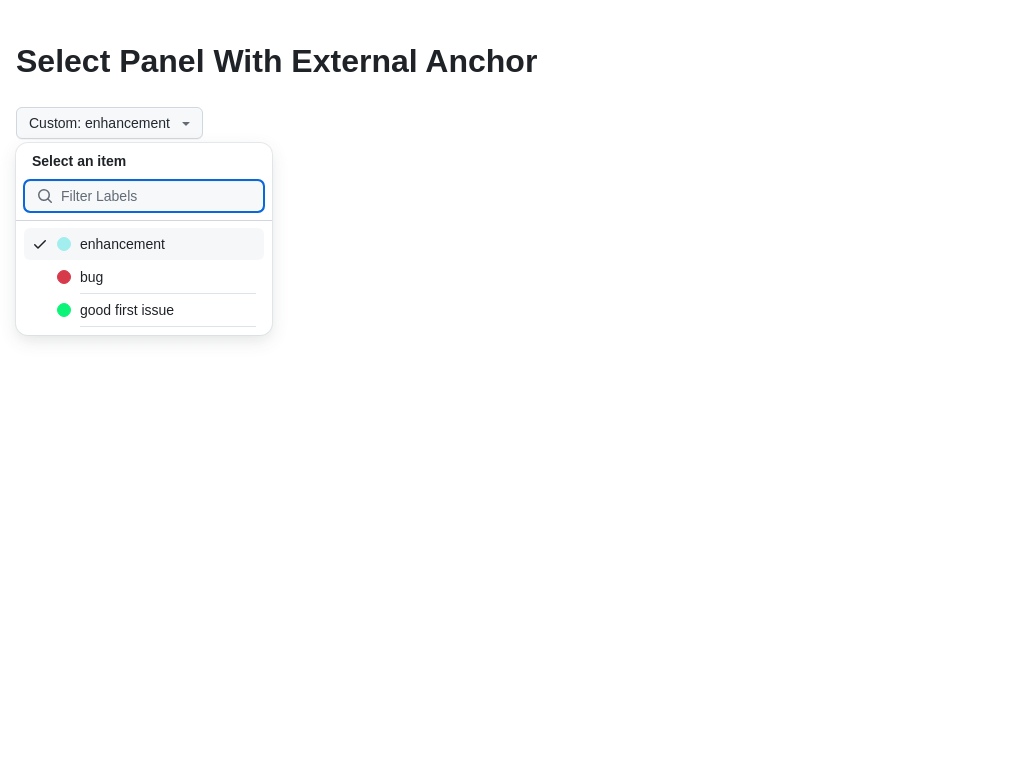 Select Panel With External Anchor
Custom: enhancement
Select an item
Filter Labels
enhancement
bug
good first issue